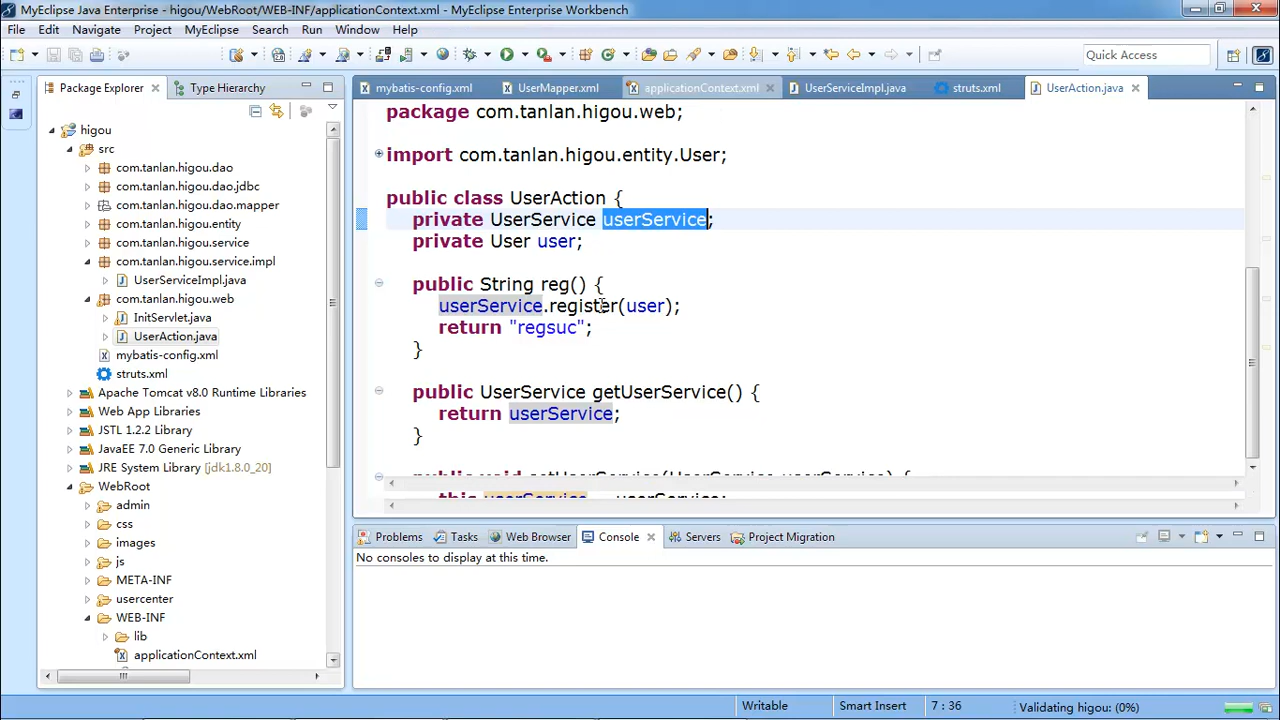 MyEclipse Java Enterprise - higou/WebRoot/WEB-INF/applicationContext.xml - MyEclipse Enterprise Workbench
File Edit Navigate Project MyEclipse Search Run Window Help
Quick Access
Package Explorer Type Hierarchy
mybatis-config.xml UserMapper.xml applicationContext.xml UserServiceImpl.java struts.xml UserAction.java
higou
src
com.tanlan.higou.dao
com.tanlan.higou.dao.jdbc
com.tanlan.higou.dao.mapper
com.tanlan.higou.entity
com.tanlan.higou.service
com.tanlan.higou.service.impl
UserServiceImpl.java
com.tanlan.higou.web
InitServlet.java
UserAction.java
mybatis-config.xml
struts.xml
Apache Tomcat v8.0 Runtime Libraries
Web App Libraries
JSTL 1.2.2 Library
JavaEE 7.0 Generic Library
JRE System Library [jdk1.8.0_20]
WebRoot
admin
css
images
js
META-INF
usercenter
WEB-INF
lib
applicationContext.xml
package com.tanlan.higou.web;
import com.tanlan.higou.entity.User;
public class UserAction {
private UserService userService;
private User user;
public String reg() {
userService.register(user);
return "regsuc";
}
public UserService getUserService() {
return userService;
}
public void setUserService(UserService userService) {
this.userService = userService;
Problems Tasks Web Browser Console Servers Project Migration
No consoles to display at this time.
Writable Smart Insert 7 : 36 Validating higou: (0%)